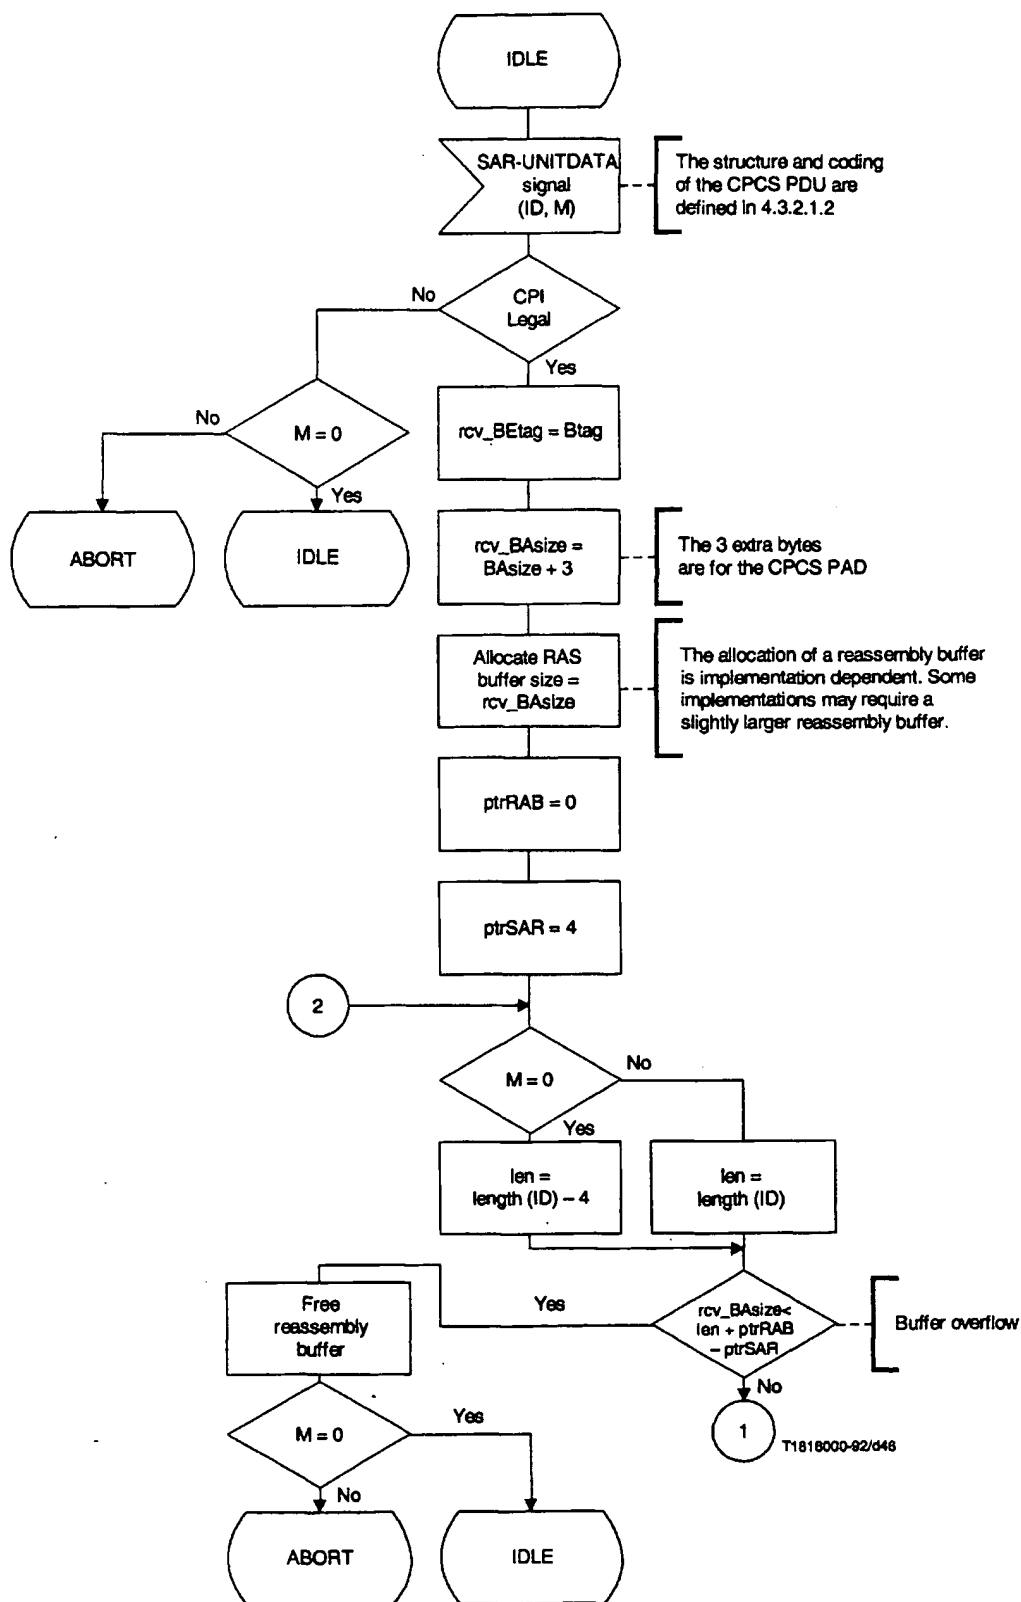 IDLE
SAR-UNITDATA
signal
(ID, M)
The structure and coding
of the CPCS PDU are
defined in 4.3.2.1.2
CPI
Legal
No
Yes
M = 0
No
Yes
rcv_BEtag = Btag
ABORT
IDLE
rcv_BAsize =
BAsize + 3
The 3 extra bytes
are for the CPCS PAD
Allocate RAS
buffer size =
rcv_BAsize
The allocation of a reassembly buffer
is implementation dependent. Some
implementations may require a
slightly larger reassembly buffer.
ptrRAB = 0
ptrSAR = 4
2
M = 0
No
Yes
len =
length (ID) – 4
len =
length (ID)
rcv_BAsize<
len + ptrRAB
– ptrSAR
Yes
Buffer overflow
No
Free
reassembly
buffer
1
T1818000-92/d46
M = 0
Yes
No
ABORT
IDLE